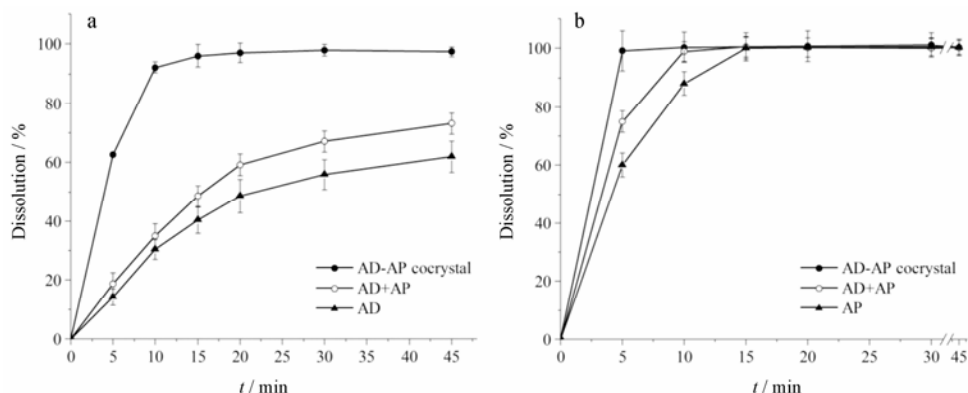 a
Dissolution / %
100
80
60
40
20
0
0 5 10 15 20 25 30 35 40 45
t / min
AD-AP cocrystal
AD+AP
AD
b
Dissolution / %
100
80
60
40
20
0
0 5 10 15 20 25 30 45
t / min
AD-AP cocrystal
AD+AP
AP